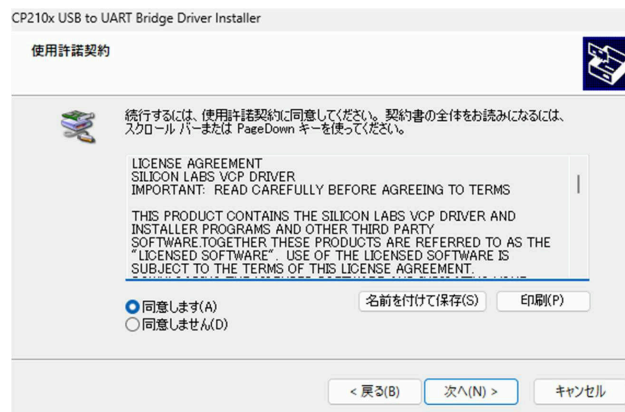 CP210x USB to UART Bridge Driver Installer
使用許諾契約
続行するには、使用許諾契約に同意してください。契約書の全体をお読みになるには、
スクロール バーまたは PageDown キーを使ってください。
LICENSE AGREEMENT
SILICON LABS VCP DRIVER
IMPORTANT: READ CAREFULLY BEFORE AGREEING TO TERMS
THIS PRODUCT CONTAINS THE SILICON LABS VCP DRIVER AND
INSTALLER PROGRAMS AND OTHER THIRD PARTY
SOFTWARE.TOGETHER THESE PRODUCTS ARE REFERRED TO AS THE
"LICENSED SOFTWARE". USE OF THE LICENSED SOFTWARE IS
SUBJECT TO THE TERMS OF THIS LICENSE AGREEMENT.
同意します(A)
名前を付けて保存(S)
印刷(P)
同意しません(D)
< 戻る(B)
次へ(N) >
キャンセル